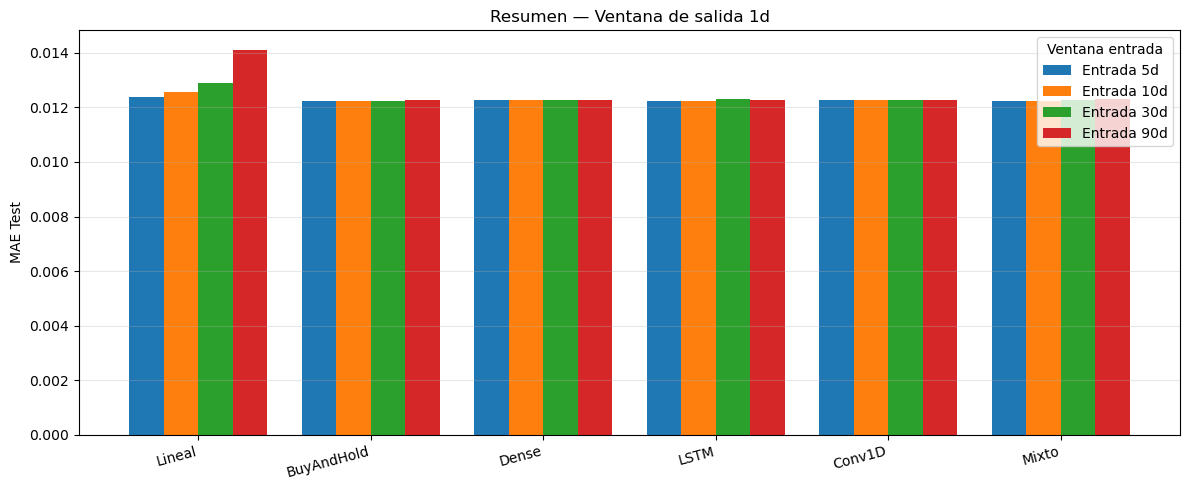 Resumen — Ventana de salida 1d
MAE Test
0.014
0.012
0.010
0.008
0.006
0.004
0.002
0.000
Ventana entrada
Entrada 5d
Entrada 10d
Entrada 30d
Entrada 90d
Lineal
BuyAndHold
Dense
LSTM
Conv1D
Mixto